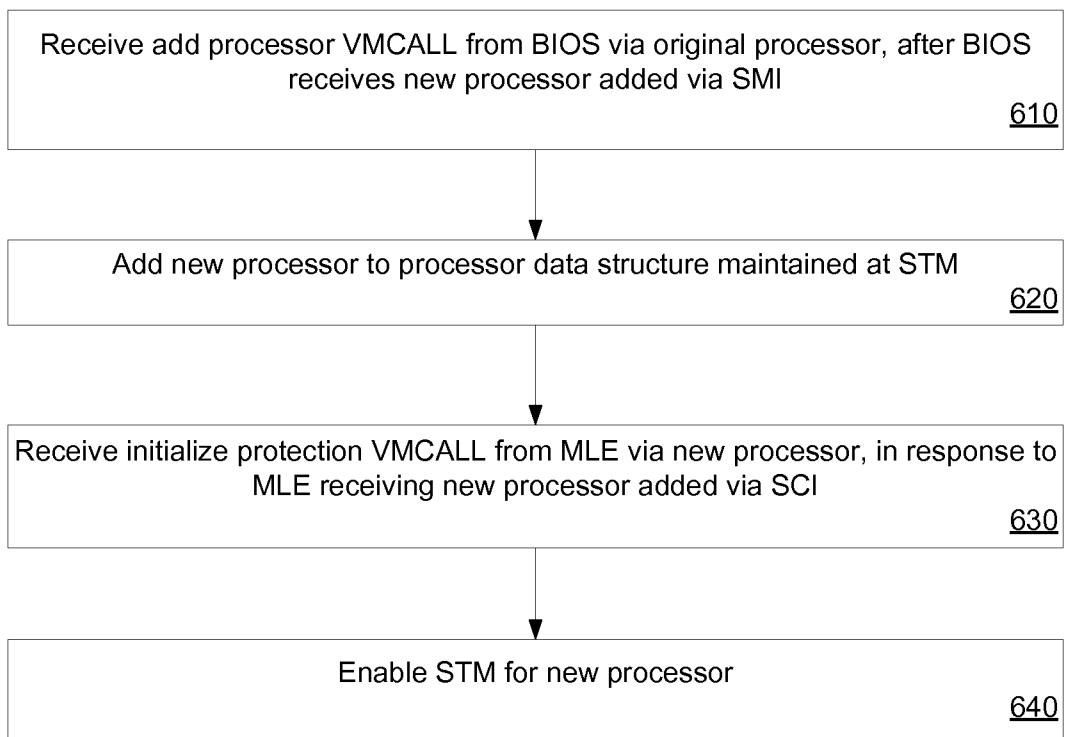 Receive add processor VMCALL from BIOS via original processor, after BIOS
receives new processor added via SMI
610
Add new processor to processor data structure maintained at STM
620
Receive initialize protection VMCALL from MLE via new processor, in response to
MLE receiving new processor added via SCI
630
Enable STM for new processor
640